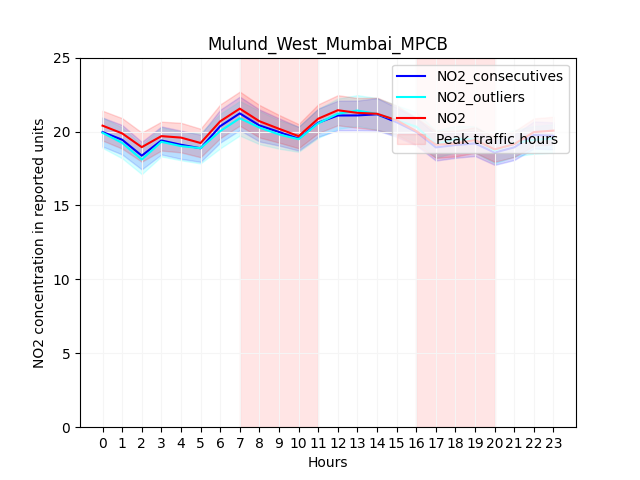 Mulund_West_Mumbai_MPCB
NO2 concentration in reported units
25
20
15
10
5
0
NO2_consecutives
NO2_outliers
NO2
Peak traffic hours
0 1 2 3 4 5 6 7 8 9 10 11 12 13 14 15 16 17 18 19 20 21 22 23
Hours